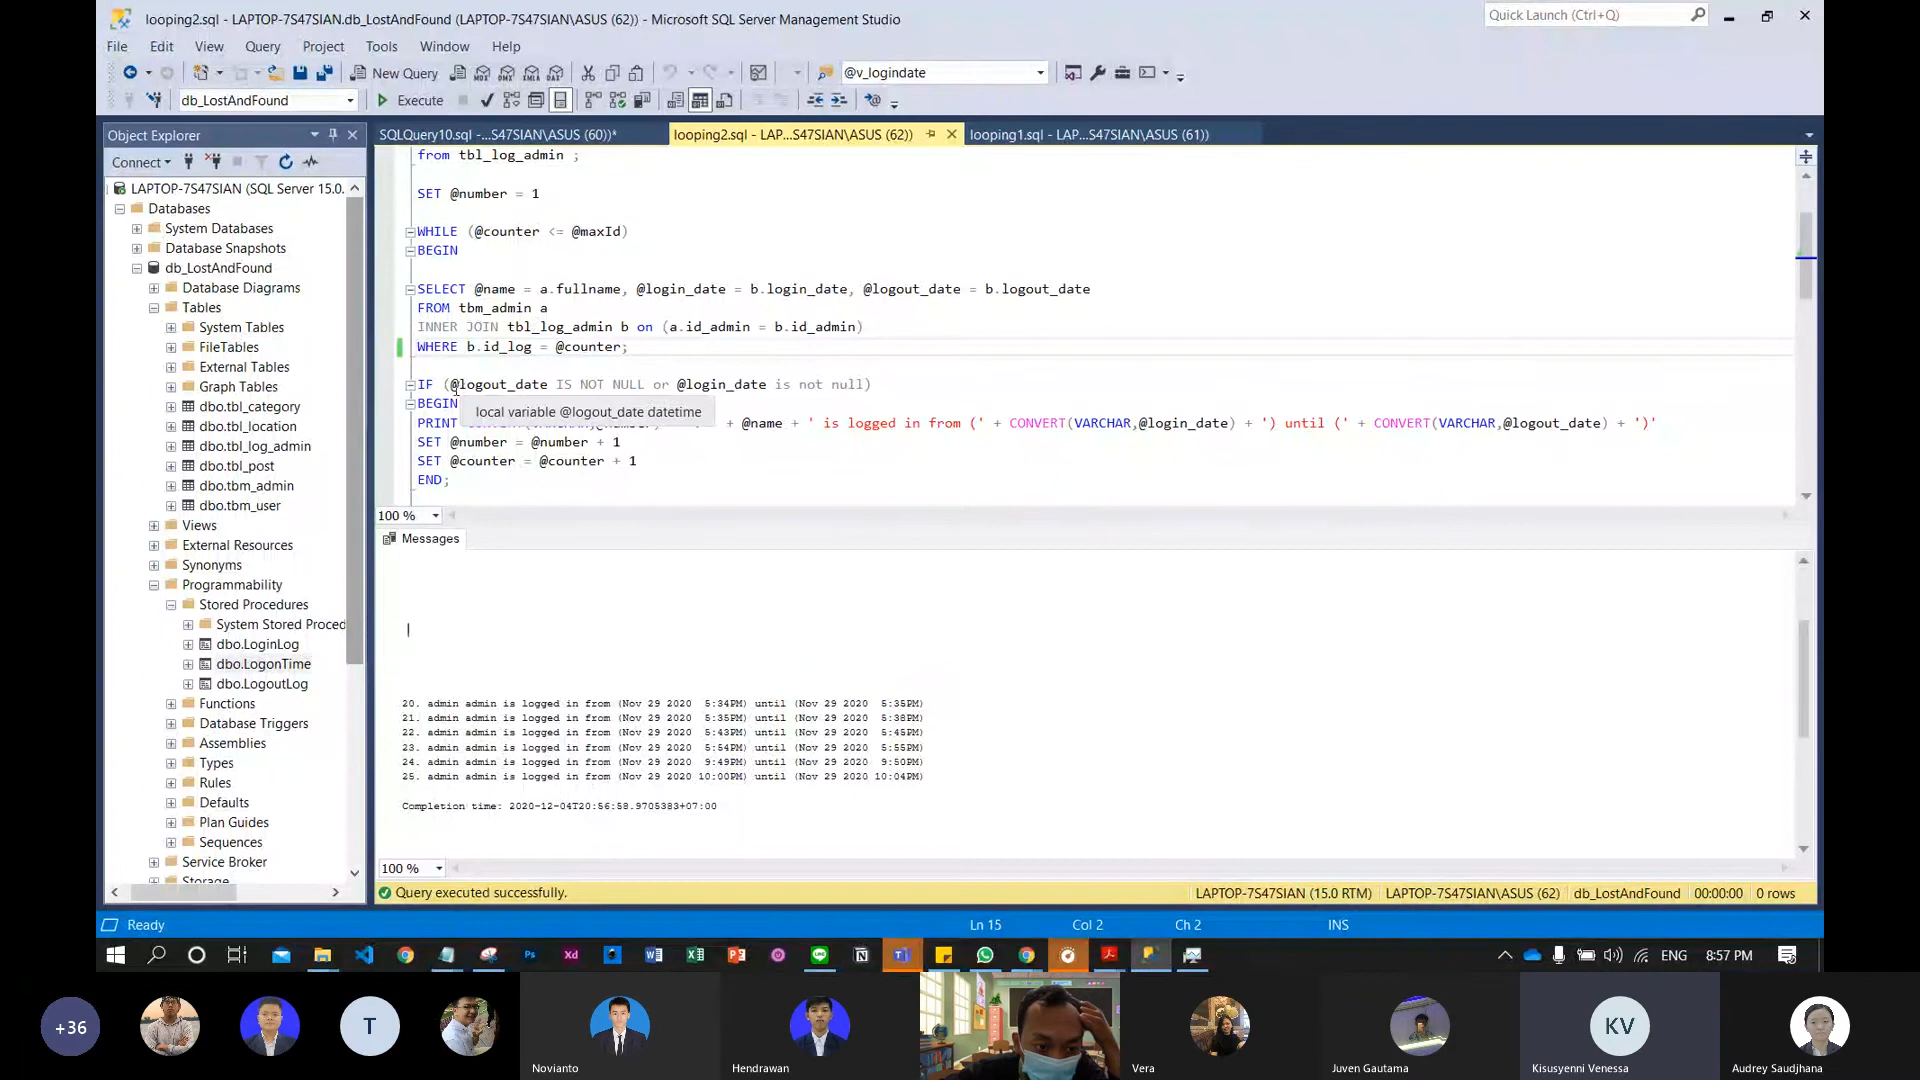 looping2.sql - LAPTOP-7S47SIAN.db_LostAndFound (LAPTOP-7S47SIAN\ASUS (62)) - Microsoft SQL Server Management Studio
Quick Launch (Ctrl+Q)
File Edit View Query Project Tools Window Help
New Query
@v_logindate
db_LostAndFound
Execute
Object Explorer
SQLQuery10.sql -...S47SIAN\ASUS (60))*
looping2.sql - LAP...S47SIAN\ASUS (62))
looping1.sql - LAP...S47SIAN\ASUS (61))
Connect
LAPTOP-7S47SIAN (SQL Server 15.0.
Databases
System Databases
Database Snapshots
db_LostAndFound
Database Diagrams
Tables
System Tables
FileTables
External Tables
Graph Tables
dbo.tbl_category
dbo.tbl_location
dbo.tbl_log_admin
dbo.tbl_post
dbo.tbm_admin
dbo.tbm_user
Views
External Resources
Synonyms
Programmability
Stored Procedures
System Stored Proced
dbo.LoginLog
dbo.LogonTime
dbo.LogoutLog
Functions
Database Triggers
Assemblies
Types
Rules
Defaults
Plan Guides
Sequences
Service Broker
Storage
from tbl_log_admin ;
SET @number = 1
WHILE (@counter <= @maxId)
BEGIN
SELECT @name = a.fullname, @login_date = b.login_date, @logout_date = b.logout_date
FROM tbm_admin a
INNER JOIN tbl_log_admin b on (a.id_admin = b.id_admin)
WHERE b.id_log = @counter;
IF (@logout_date IS NOT NULL or @login_date is not null)
BEGIN
local variable @logout_date datetime
PRINT + @name + ' is logged in from (' + CONVERT(VARCHAR,@login_date) + ') until (' + CONVERT(VARCHAR,@logout_date) + ')'
SET @number = @number + 1
SET @counter = @counter + 1
END;
100 %
Messages
20. admin admin is logged in from (Nov 29 2020  5:34PM) until (Nov 29 2020  5:35PM)
21. admin admin is logged in from (Nov 29 2020  5:35PM) until (Nov 29 2020  5:38PM)
22. admin admin is logged in from (Nov 29 2020  5:43PM) until (Nov 29 2020  5:45PM)
23. admin admin is logged in from (Nov 29 2020  5:54PM) until (Nov 29 2020  5:55PM)
24. admin admin is logged in from (Nov 29 2020  9:49PM) until (Nov 29 2020  9:50PM)
25. admin admin is logged in from (Nov 29 2020 10:00PM) until (Nov 29 2020 10:04PM)
Completion time: 2020-12-04T20:56:58.9705383+07:00
100 %
Query executed successfully.
LAPTOP-7S47SIAN (15.0 RTM)
LAPTOP-7S47SIAN\ASUS (62)
db_LostAndFound
00:00:00
0 rows
Ready
Ln 15
Col 2
Ch 2
INS
ENG
8:57 PM
+36
T
Novianto
Hendrawan
Vera
Juven Gautama
KV
Kisusyenni Venessa
Audrey Saudjhana